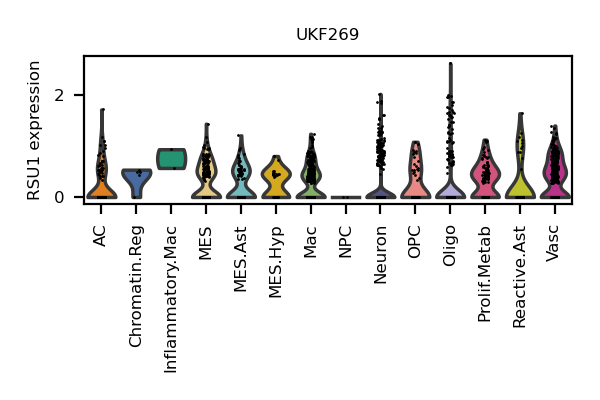 UKF269
RSU1 expression
2
0
AC
Chromatin.Reg
Inflammatory.Mac
MES
MES.Ast
MES.Hyp
Mac
NPC
Neuron
OPC
Oligo
Prolif.Metab
Reactive.Ast
Vasc